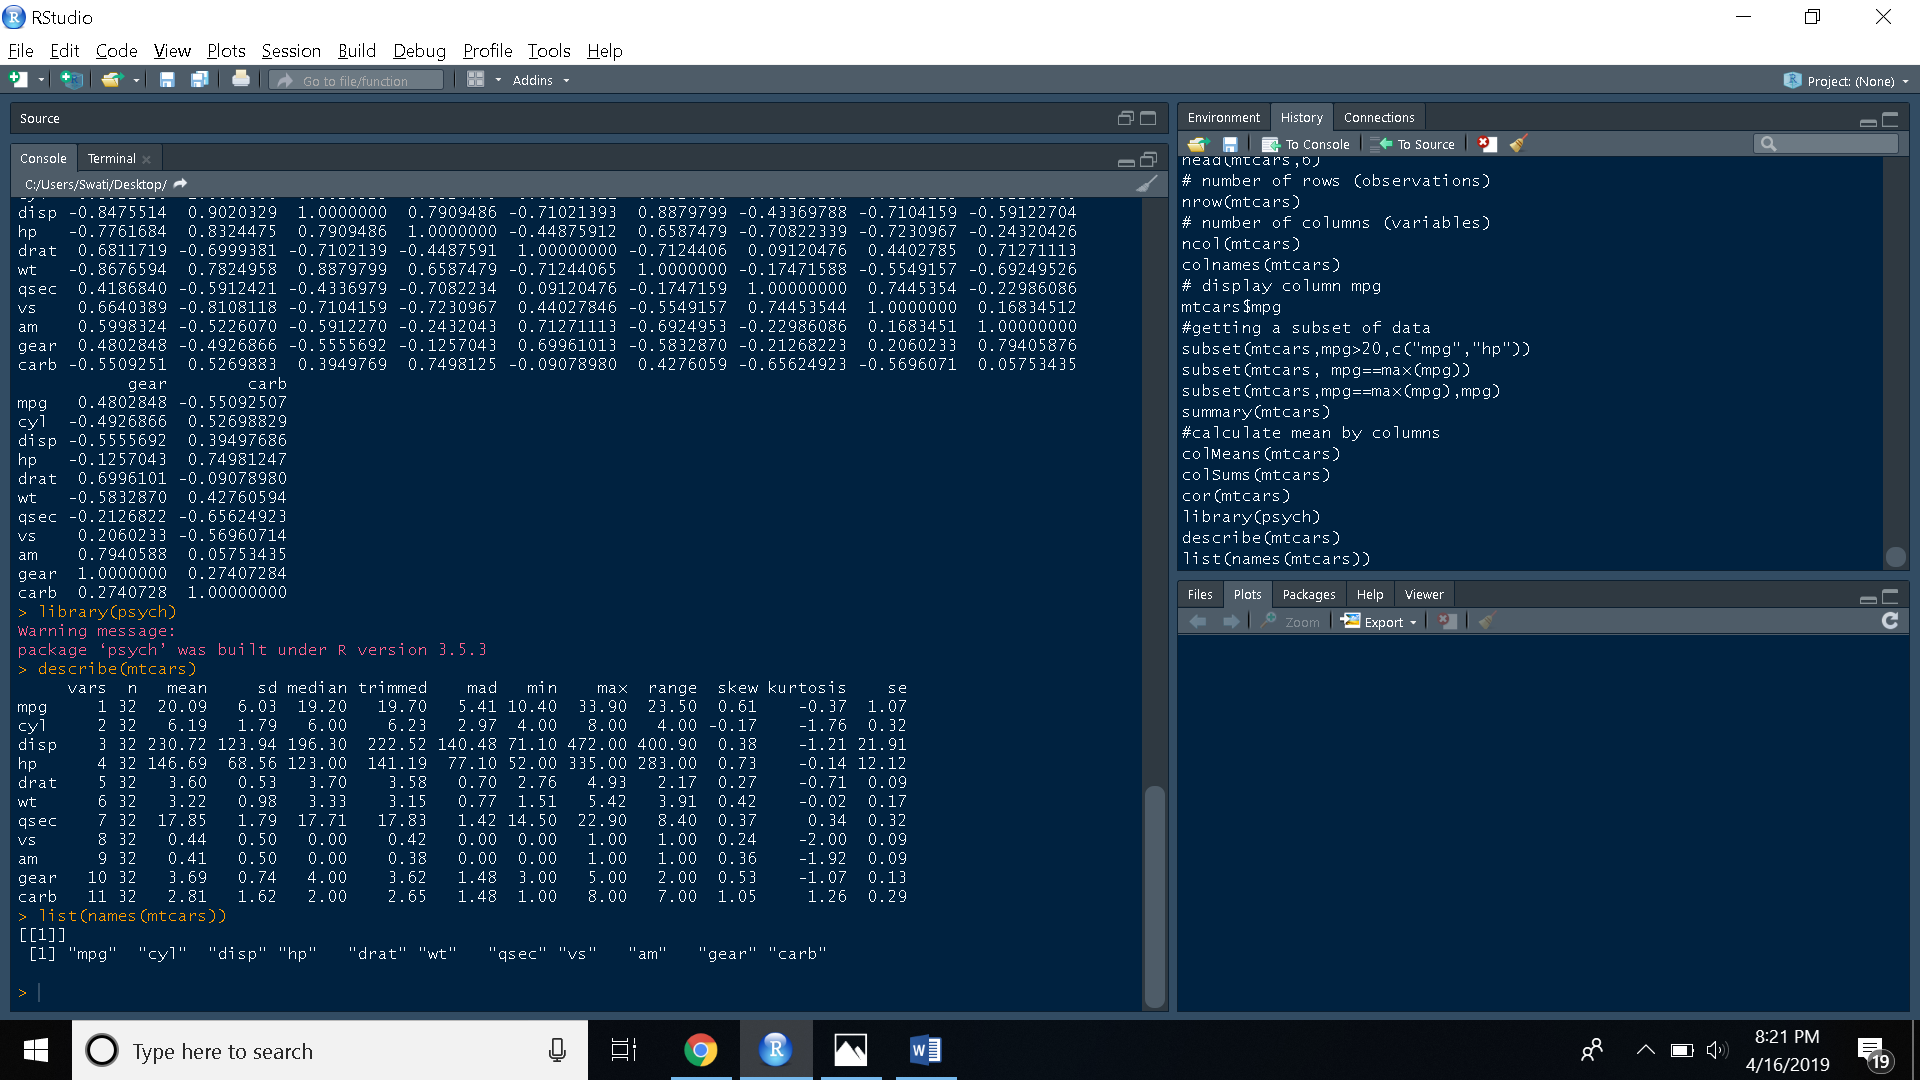 RStudio
File Edit Code View Plots Session Build Debug Profile Tools Help
Go to file/function Addins Project: (None)
Source
Console Terminal
C:/Users/Swati/Desktop/
disp -0.8475514 0.9020329 1.0000000 0.7909486 -0.71021393 0.8879799 -0.43369788 -0.7104159 -0.59122704
hp -0.7761684 0.8324475 0.7909486 1.0000000 -0.44875912 0.6587479 -0.70822339 -0.7230967 -0.24320426
drat 0.6811719 -0.6999381 -0.7102139 -0.4487591 1.00000000 -0.7124406 0.09120476 0.4402785 0.71271113
wt -0.8676594 0.7824958 0.8879799 0.6587479 -0.71244065 1.0000000 -0.17471588 -0.5549157 -0.69249526
qsec 0.4186840 -0.5912421 -0.4336979 -0.7082234 0.09120476 -0.1747159 1.00000000 0.7445354 -0.22986086
vs 0.6640389 -0.8108118 -0.7104159 -0.7230967 0.44027846 -0.5549157 0.74453544 1.0000000 0.16834512
am 0.5998324 -0.5226070 -0.5912270 -0.2432043 0.71271113 -0.6924953 -0.22986086 0.1683451 1.00000000
gear 0.4802848 -0.4926866 -0.5555692 -0.1257043 0.69961013 -0.5832870 -0.21268223 0.2060233 0.79405876
carb -0.5509251 0.5269883 0.3949769 0.7498125 -0.09078980 0.4276059 -0.65624923 -0.5696071 0.05753435
gear carb
mpg 0.4802848 -0.55092507
cyl -0.4926866 0.52698829
disp -0.5555692 0.39497686
hp -0.1257043 0.74981247
drat 0.6996101 -0.09078980
wt -0.5832870 0.42760594
qsec -0.2126822 -0.65624923
vs 0.2060233 -0.56960714
am 0.7940588 0.05753435
gear 1.0000000 0.27407284
carb 0.2740728 1.00000000
> library(psych)
Warning message:
package ‘psych’ was built under R version 3.5.3
> describe(mtcars)
vars n mean sd median trimmed mad min max range skew kurtosis se
mpg 1 32 20.09 6.03 19.20 19.70 5.41 10.40 33.90 23.50 0.61 -0.37 1.07
cyl 2 32 6.19 1.79 6.00 6.23 2.97 4.00 8.00 4.00 -0.17 -1.76 0.32
disp 3 32 230.72 123.94 196.30 222.52 140.48 71.10 472.00 400.90 0.38 -1.21 21.91
hp 4 32 146.69 68.56 123.00 141.19 77.10 52.00 335.00 283.00 0.73 -0.14 12.12
drat 5 32 3.60 0.53 3.70 3.58 0.70 2.76 4.93 2.17 0.27 -0.71 0.09
wt 6 32 3.22 0.98 3.33 3.15 0.77 1.51 5.42 3.91 0.42 -0.02 0.17
qsec 7 32 17.85 1.79 17.71 17.83 1.42 14.50 22.90 8.40 0.37 0.34 0.32
vs 8 32 0.44 0.50 0.00 0.42 0.00 0.00 1.00 1.00 0.24 -2.00 0.09
am 9 32 0.41 0.50 0.00 0.38 0.00 0.00 1.00 1.00 0.36 -1.92 0.09
gear 10 32 3.69 0.74 4.00 3.62 1.48 3.00 5.00 2.00 0.53 -1.07 0.13
carb 11 32 2.81 1.62 2.00 2.65 1.48 1.00 8.00 7.00 1.05 1.26 0.29
> list(names(mtcars))
[[1]]
[1] "mpg" "cyl" "disp" "hp" "drat" "wt" "qsec" "vs" "am" "gear" "carb"
>
Environment History Connections
To Console To Source
head(mtcars,6)
# number of rows (observations)
nrow(mtcars)
# number of columns (variables)
ncol(mtcars)
colnames(mtcars)
# display column mpg
mtcars$mpg
#getting a subset of data
subset(mtcars,mpg>20,c("mpg","hp"))
subset(mtcars, mpg==max(mpg))
subset(mtcars,mpg==max(mpg),mpg)
summary(mtcars)
#calculate mean by columns
colMeans(mtcars)
colSums(mtcars)
cor(mtcars)
library(psych)
describe(mtcars)
list(names(mtcars))
Files Plots Packages Help Viewer
Zoom Export
Type here to search
8:21 PM
4/16/2019
19